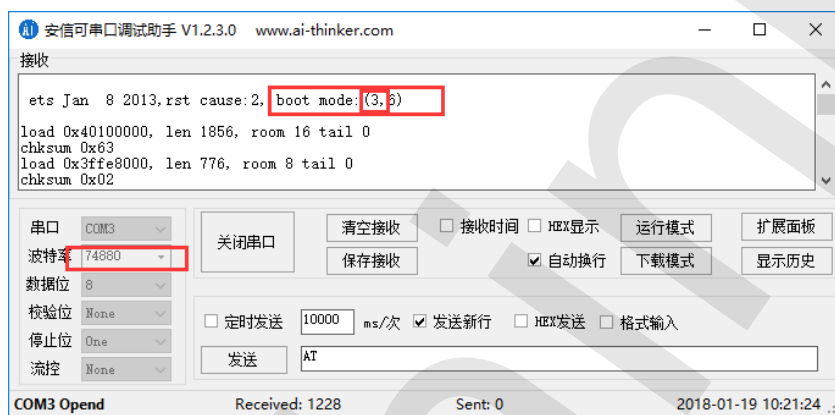 安信可串口调试助手 V1.2.3.0 www.ai-thinker.com
接收
ets Jan 8 2013,rst cause:2, boot mode:(3,6)
load 0x40100000, len 1856, room 16 tail 0
chksum 0x63
load 0x3ffe8000, len 776, room 8 tail 0
chksum 0x02
串口 COM3
波特率 74880
数据位 8
校验位 None
停止位 One
流控 None
关闭串口
清空接收 接收时间 HEX显示 运行模式 扩展面板
保存接收 自动换行 下载模式 显示历史
定时发送 10000 ms/次 发送新行 HEX发送 格式输入
发送 AT
COM3 Opend Received: 1228 Sent: 0 2018-01-19 10:21:24